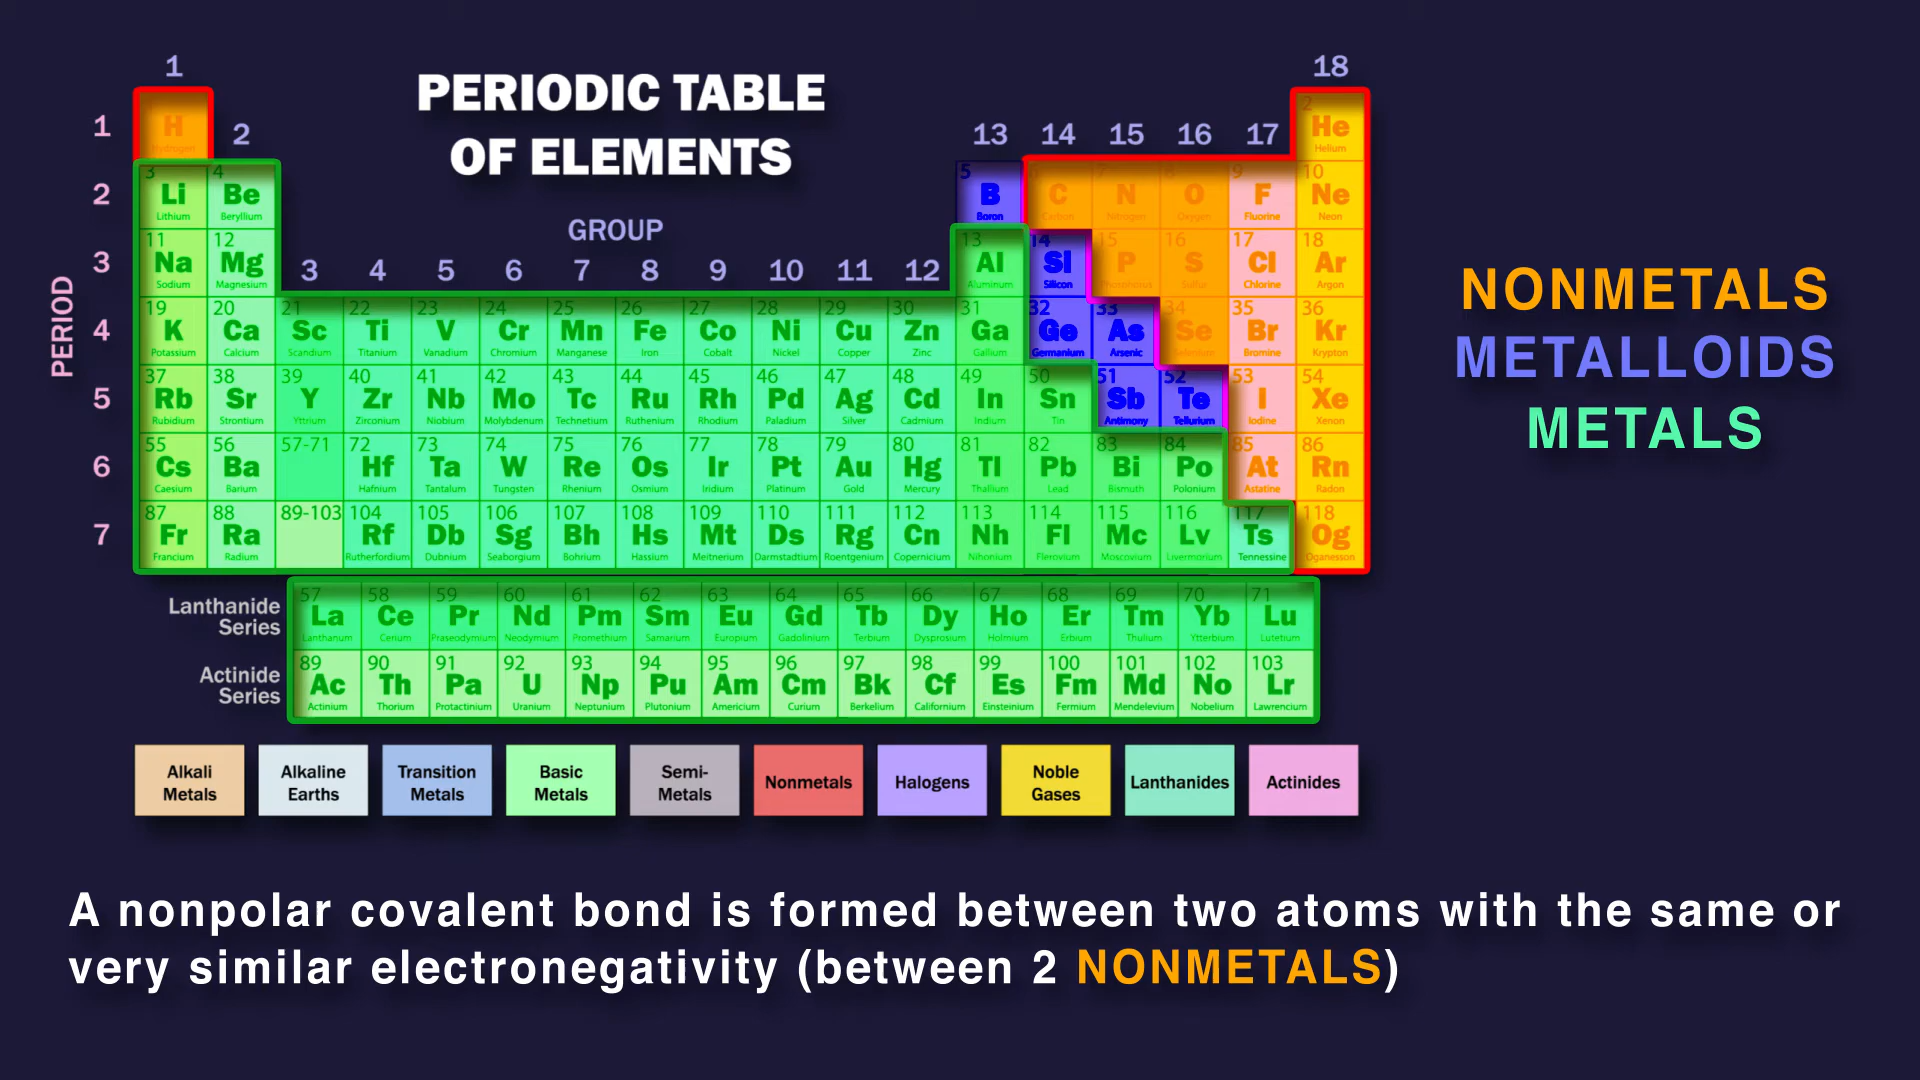 1 18
PERIODIC TABLE
OF ELEMENTS
1 H Hydrogen 2 He Helium
2 13 14 15 16 17
2 3 Li Lithium 4 Be Beryllium 5 B Boron C Carbon 7 N Nitrogen O Oxygen 9 F Fluorine 10 Ne Neon
GROUP
3 11 Na Sodium 12 Mg Magnesium 3 4 5 6 7 8 9 10 11 12 13 Al Aluminum 14 Si Silicon 15 P Phosphorus 16 S Sulfur 17 Cl Chlorine 18 Ar Argon
PERIOD
4 19 K Potassium 20 Ca Calcium 21 Sc Scandium 22 Ti Titanium 23 V Vanadium 24 Cr Chromium 25 Mn Manganese 26 Fe Iron 27 Co Cobalt 28 Ni Nickel 29 Cu Copper 30 Zn Zinc 31 Ga Gallium 32 Ge Germanium 33 As Arsenic 34 Se Selenium 35 Br Bromine 36 Kr Krypton
5 37 Rb Rubidium 38 Sr Strontium 39 Y Yttrium 40 Zr Zirconium 41 Nb Niobium 42 Mo Molybdenum 43 Tc Technetium 44 Ru Ruthenium 45 Rh Rhodium 46 Pd Paladium 47 Ag Silver 48 Cd Cadmium 49 In Indium 50 Sn Tin 51 Sb Antimony 52 Te Tellurium 53 I Iodine 54 Xe Xenon
6 55 Cs Caesium 56 Ba Barium 57-71 72 Hf Hafnium 73 Ta Tantalum 74 W Tungsten 75 Re Rhenium 76 Os Osmium 77 Ir Iridium 78 Pt Platinum 79 Au Gold 80 Hg Mercury 81 Tl Thallium 82 Pb Lead 83 Bi Bismuth 84 Po Polonium 85 At Astatine 86 Rn Radon
7 87 Fr Francium 88 Ra Radium 89-103 104 Rf Rutherfordium 105 Db Dubnium 106 Sg Seaborgium 107 Bh Bohrium 108 Hs Hassium 109 Mt Meitnerium 110 Ds Darmstadtium 111 Rg Roentgenium 112 Cn Copernicium 113 Nh Nihonium 114 Fl Flerovium 115 Mc Moscovium 116 Lv Livermorium 117 Ts Tennessine 118 Og Oganesson
Lanthanide
Series
57 La Lanthanum 58 Ce Cerium 59 Pr Praseodymium 60 Nd Neodymium 61 Pm Promethium 62 Sm Samarium 63 Eu Europium 64 Gd Gadolinium 65 Tb Terbium 66 Dy Dysprosium 67 Ho Holmium 68 Er Erbium 69 Tm Thulium 70 Yb Ytterbium 71 Lu Lutetium
Actinide
Series
89 Ac Actinium 90 Th Thorium 91 Pa Protactinium 92 U Uranium 93 Np Neptunium 94 Pu Plutonium 95 Am Americium 96 Cm Curium 97 Bk Berkelium 98 Cf Californium 99 Es Einsteinium 100 Fm Fermium 101 Md Mendelevium 102 No Nobelium 103 Lr Lawrencium
Alkali
Metals
Alkaline
Earths
Transition
Metals
Basic
Metals
Semi-
Metals
Nonmetals
Halogens
Noble
Gases
Lanthanides
Actinides
NONMETALS
METALLOIDS
METALS
A nonpolar covalent bond is formed between two atoms with the same or
very similar electronegativity (between 2 NONMETALS)